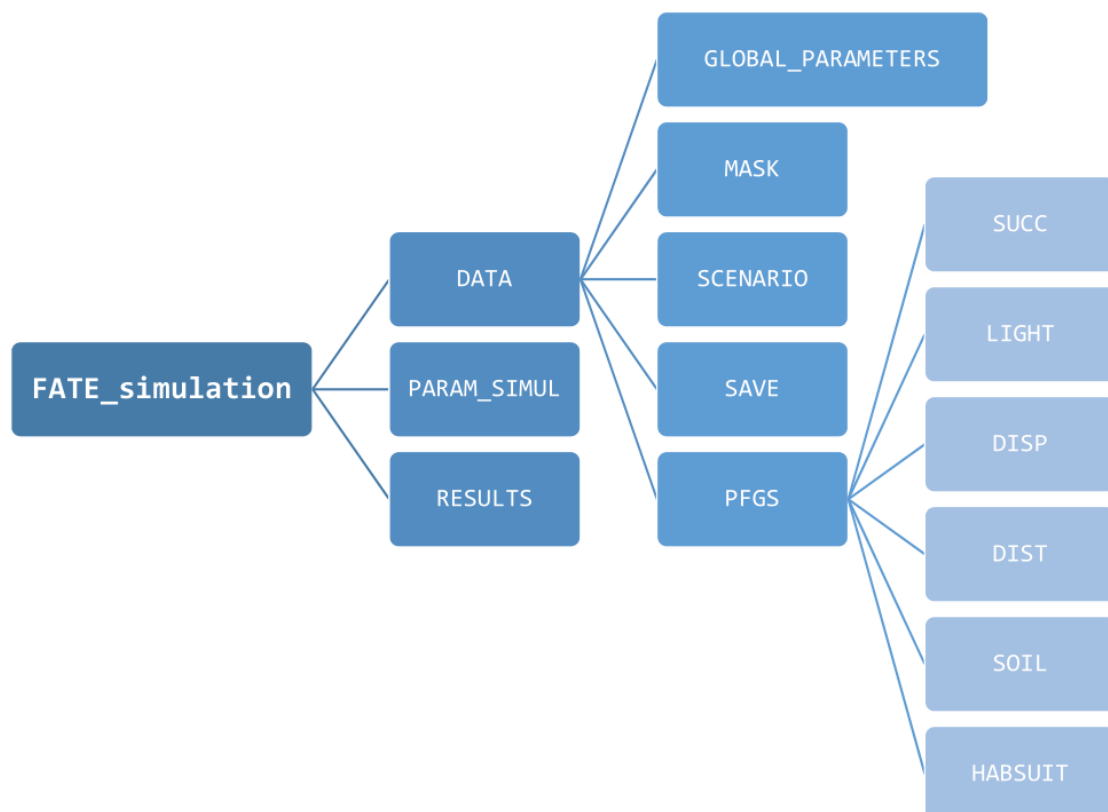 FATE_simulation
DATA
PARAM_SIMUL
RESULTS
GLOBAL_PARAMETERS
MASK
SCENARIO
SAVE
PFGS
SUCC
LIGHT
DISP
DIST
SOIL
HABSUIT